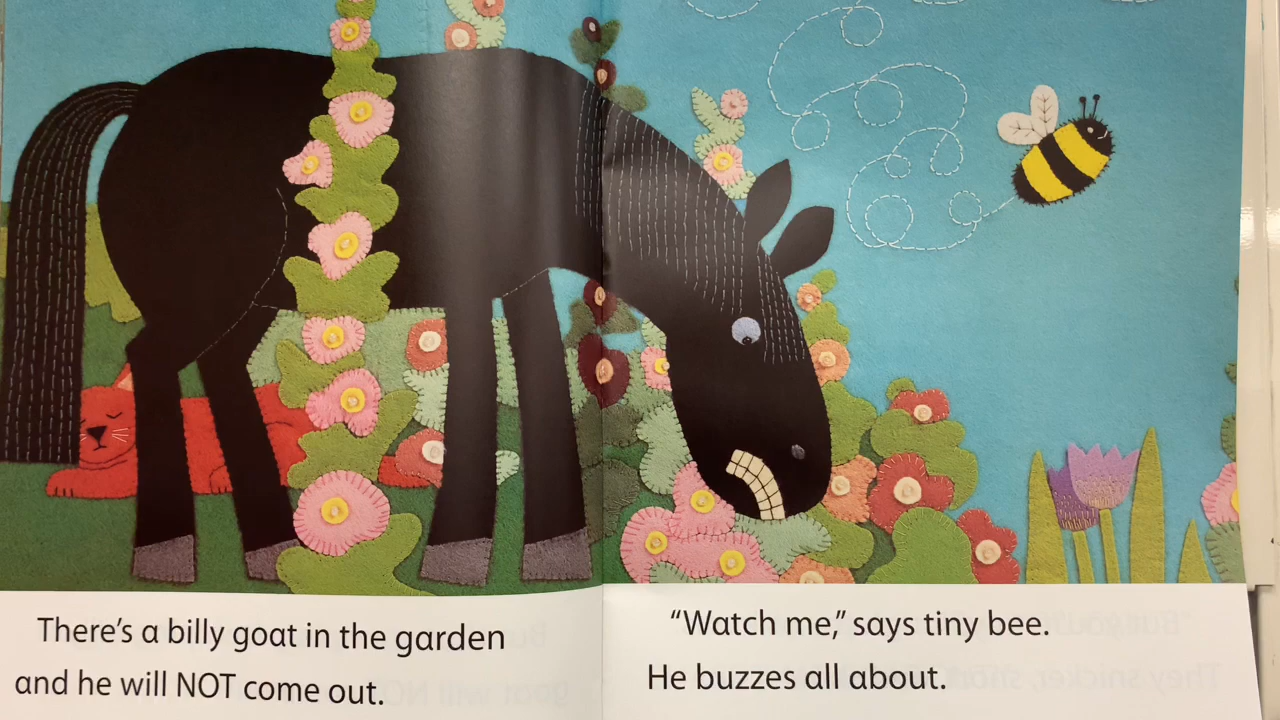 There's a billy goat in the garden
and he will NOT come out.
"Watch me," says tiny bee.
He buzzes all about.